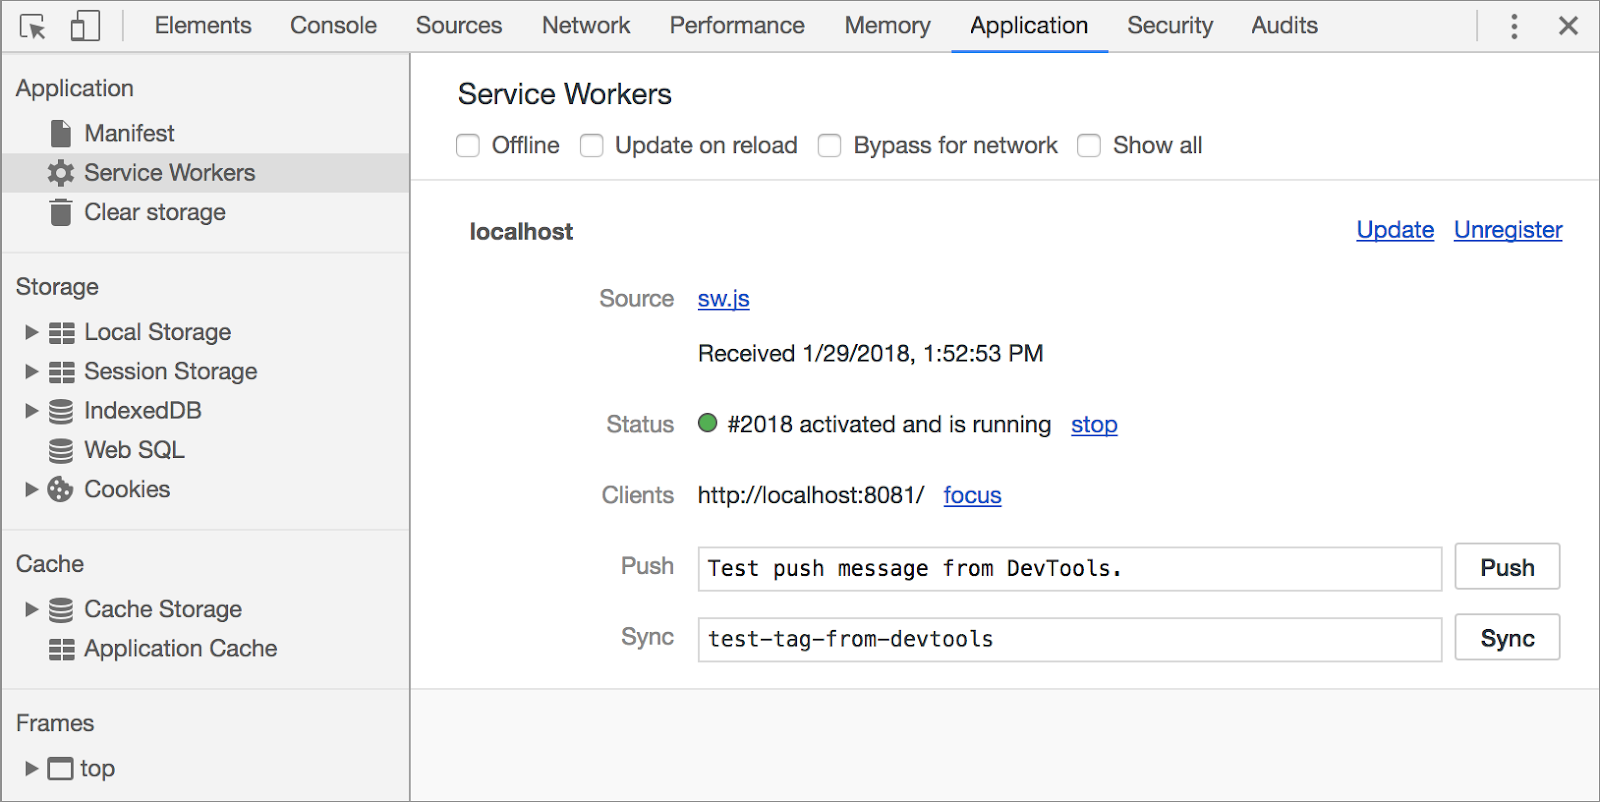 Elements Console Sources Network Performance Memory Application Security Audits
Application
Manifest
Service Workers
Clear storage
Storage
Local Storage
Session Storage
IndexedDB
Web SQL
Cookies
Cache
Cache Storage
Application Cache
Frames
top
Service Workers
Offline Update on reload Bypass for network Show all
localhost Update Unregister
Source sw.js
Received 1/29/2018, 1:52:53 PM
Status #2018 activated and is running stop
Clients http://localhost:8081/ focus
Push Test push message from DevTools. Push
Sync test-tag-from-devtools Sync